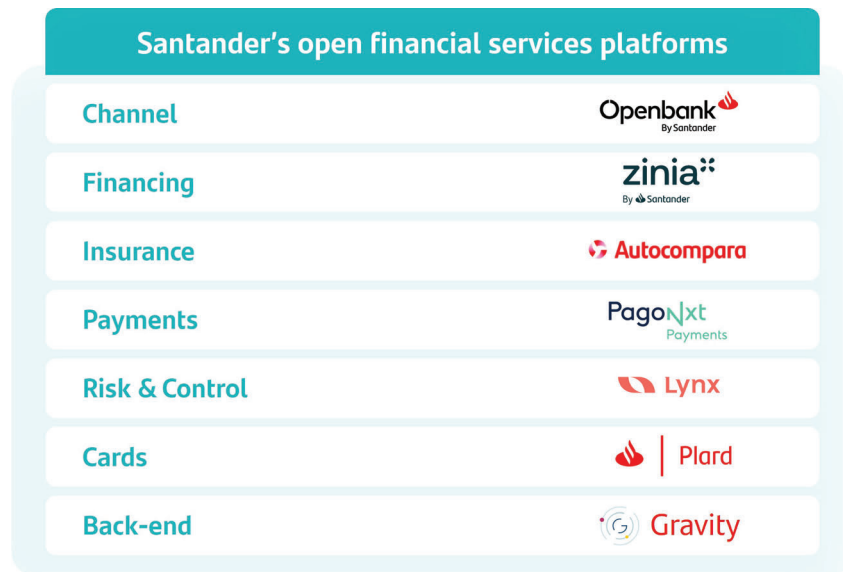 Santander's open financial services platforms
Channel
Openbank
By Santander
Financing
zinia
By Santander
Insurance
Autocompara
Payments
PagoNxt
Payments
Risk & Control
Lynx
Cards
Plard
Back-end
G
Gravity